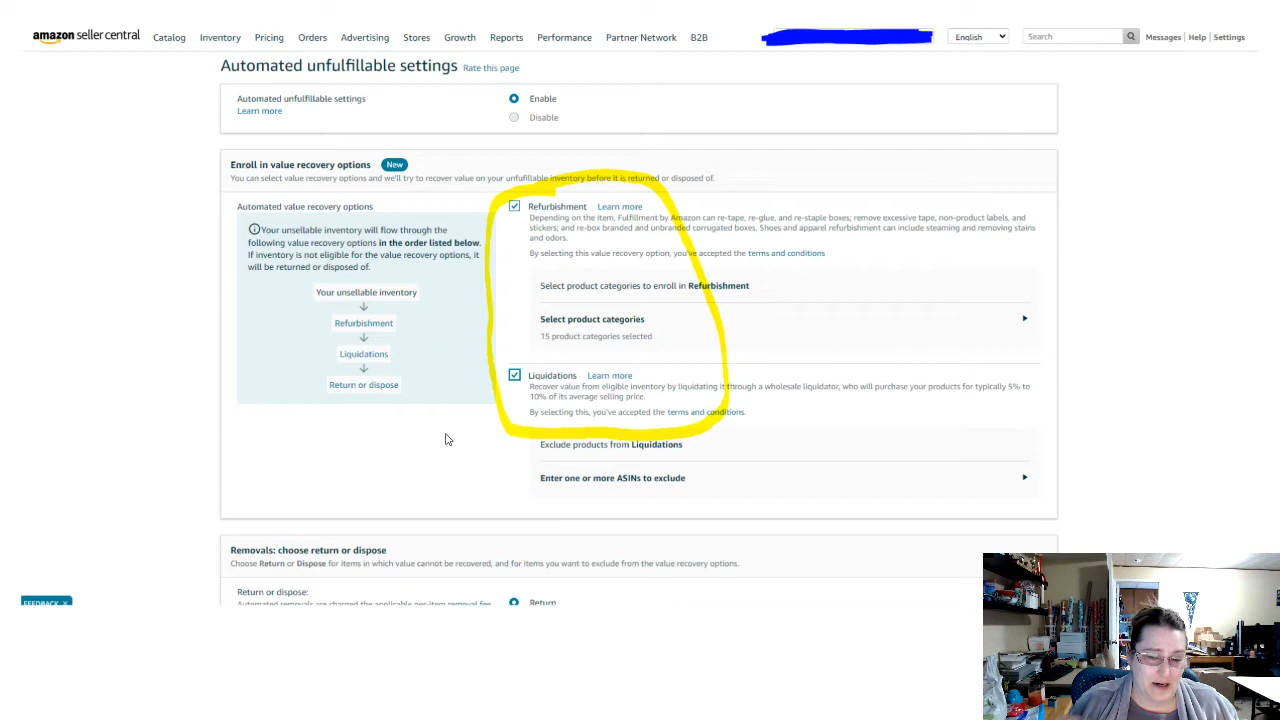 amazon seller central Catalog Inventory Pricing Orders Advertising Stores Growth Reports Performance Partner Network B2B English Search Messages Help Settings
Automated unfulfillable settings Rate this page
Automated unfulfillable settings
Learn more
Enable
Disable
Enroll in value recovery options New
You can select value recovery options and we'll try to recover value on your unfulfillable inventory before it is returned or disposed of.
Automated value recovery options
Your unsellable inventory will flow through the
following value recovery options in the order listed below.
If inventory is not eligible for the value recovery options, it
will be returned or disposed of.
Your unsellable inventory
Refurbishment
Liquidations
Return or dispose
Refurbishment Learn more
Depending on the item, Fulfillment by Amazon can re-tape, re-glue, and re-staple boxes; remove excessive tape, non-product labels, and
stickers; and re-box branded and unbranded corrugated boxes. Shoes and apparel refurbishment can include steaming and removing stains
and odors.
By selecting this value recovery option, you've accepted the terms and conditions
Select product categories to enroll in Refurbishment
Select product categories
15 product categories selected
Liquidations Learn more
Recover value from eligible inventory by liquidating it through a wholesale liquidator, who will purchase your products for typically 5% to
10% of its average selling price.
By selecting this, you've accepted the terms and conditions.
Exclude products from Liquidations
Enter one or more ASINs to exclude
Removals: choose return or dispose
Choose Return or Dispose for items in which value cannot be recovered, and for items you want to exclude from the value recovery options.
Return or dispose:
Automated removals are charged the applicable per-item removal fee
Return
FEEDBACK